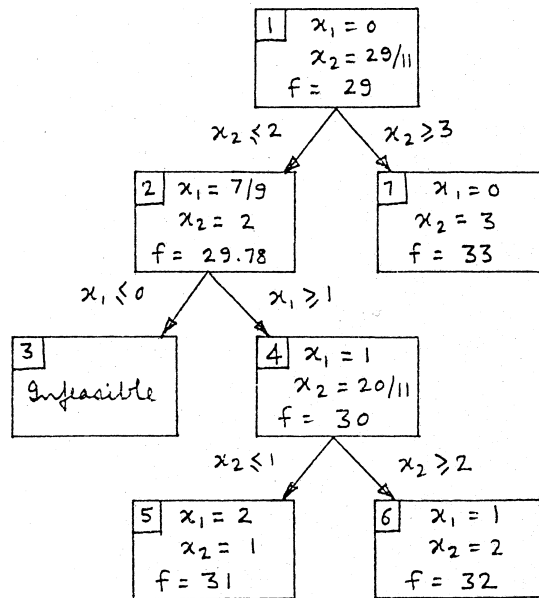 1 x₁ = 0
x₂ = 29/11
f = 29
x₂ ≤ 2
x₂ ≥ 3
2 x₁ = 7/9
x₂ = 2
f = 29.78
7 x₁ = 0
x₂ = 3
f = 33
x₁ ≤ 0
x₁ ≥ 1
3
Infeasible
4 x₁ = 1
x₂ = 20/11
f = 30
x₂ ≤ 1
x₂ ≥ 2
5 x₁ = 2
x₂ = 1
f = 31
6 x₁ = 1
x₂ = 2
f = 32